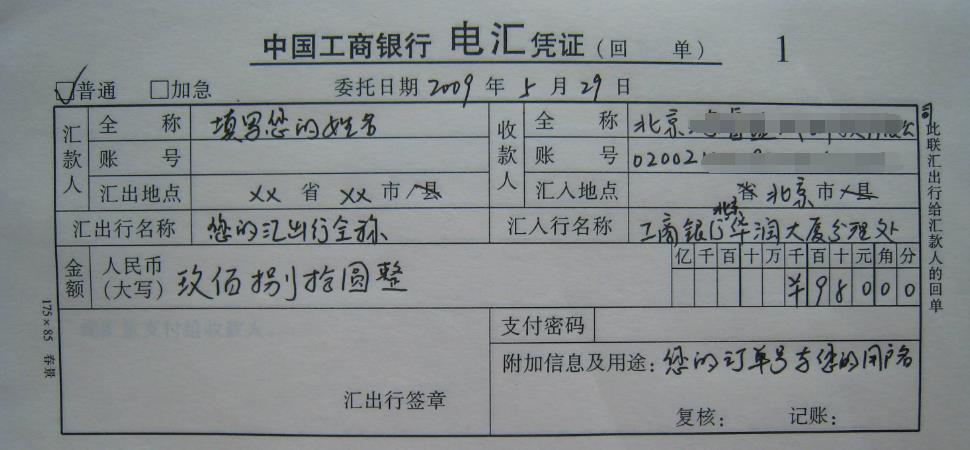 中国工商银行 电汇凭证（回 单） 1
普通 加急 委托日期 2009 年 5 月 29 日
汇款人 全 称 填写您的姓名 收款人 全 称 北京
账 号 账 号 02002
汇出地点 ××省××市/县 汇入地点 省 北京 市/县
汇出行名称 您的汇出行全称 汇入行名称 工商银行北京华润大厦分理处
金额 人民币(大写) 玖佰捌拾圆整 亿千百十万千百十元角分
¥98000
支付密码
附加信息及用途：您的订单号与您的用户名
汇出行签章
复核： 记账：
此联汇出行给汇款人的回单
175×85 春景